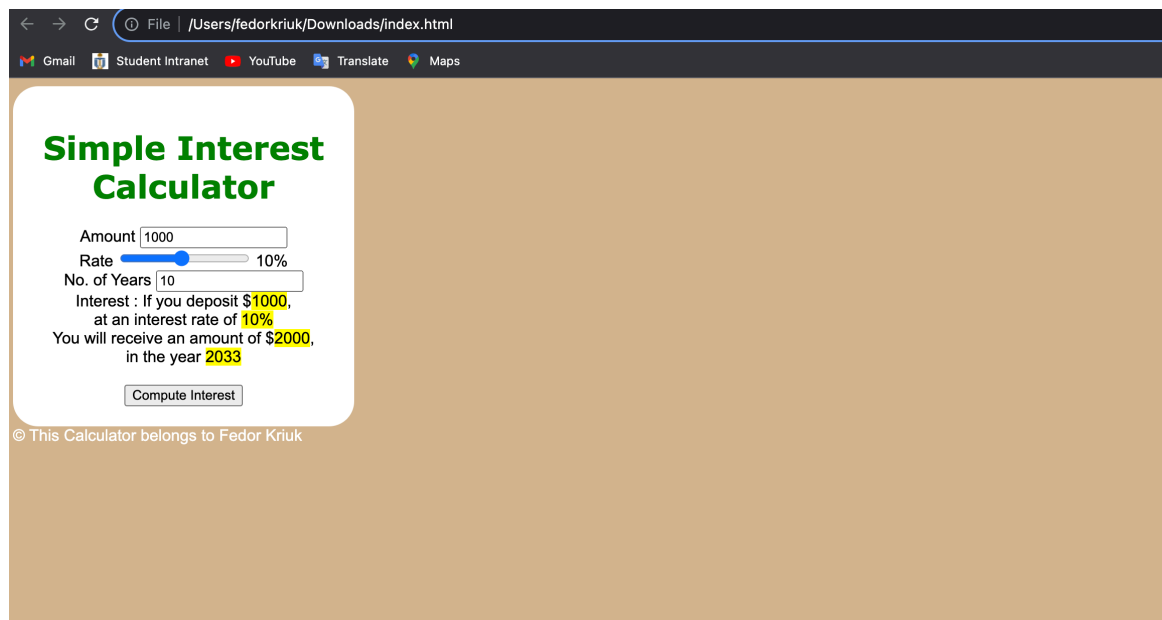 File /Users/fedorkriuk/Downloads/index.html
Gmail Student Intranet YouTube Translate Maps
Simple Interest
Calculator
Amount 1000
Rate 10%
No. of Years 10
Interest : If you deposit $1000,
at an interest rate of 10%
You will receive an amount of $2000,
in the year 2033
Compute Interest
© This Calculator belongs to Fedor Kriuk